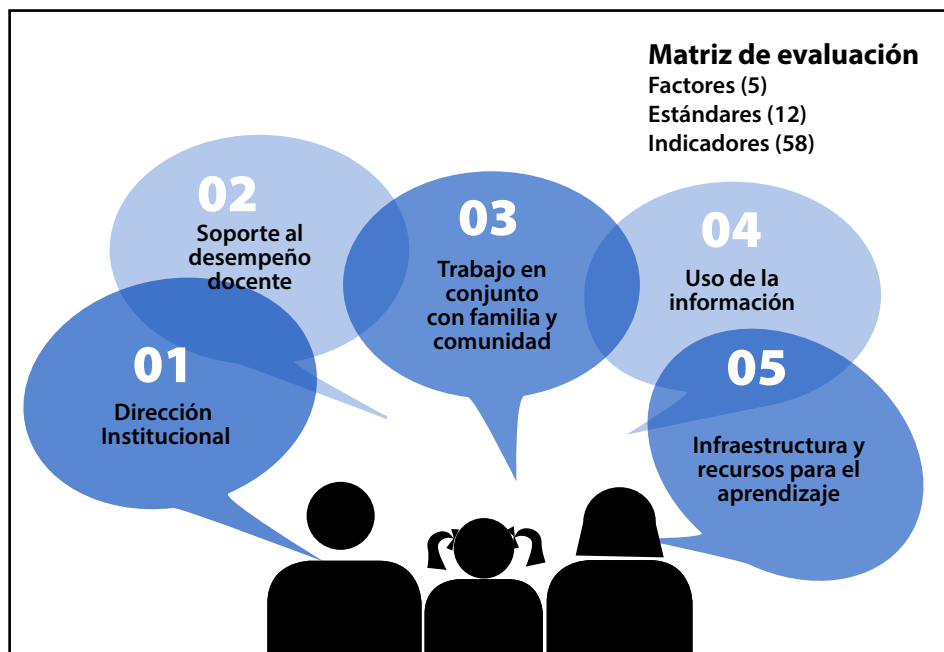 Matriz de evaluación
Factores (5)
Estándares (12)
Indicadores (58)
01
Dirección
Institucional
02
Soporte al
desempeño
docente
03
Trabajo en
conjunto
con familia y
comunidad
04
Uso de la
información
05
Infraestructura y
recursos para el
aprendizaje